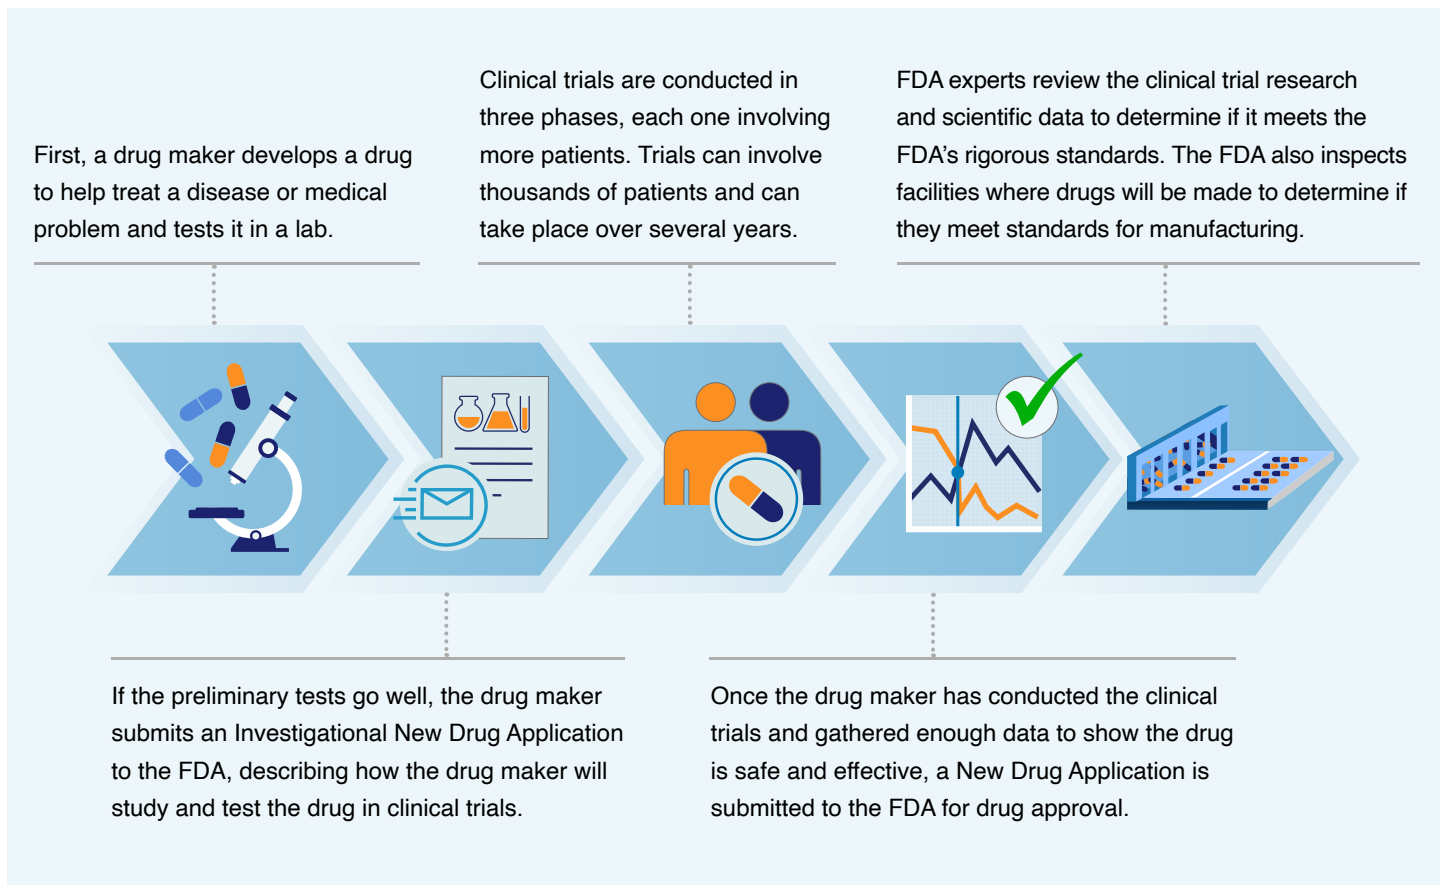 First, a drug maker develops a drug
to help treat a disease or medical
problem and tests it in a lab.
If the preliminary tests go well, the drug maker
submits an Investigational New Drug Application
to the FDA, describing how the drug maker will
study and test the drug in clinical trials.
Clinical trials are conducted in
three phases, each one involving
more patients. Trials can involve
thousands of patients and can
take place over several years.
Once the drug maker has conducted the clinical
trials and gathered enough data to show the drug
is safe and effective, a New Drug Application is
submitted to the FDA for drug approval.
FDA experts review the clinical trial research
and scientific data to determine if it meets the
FDA’s rigorous standards. The FDA also inspects
facilities where drugs will be made to determine if
they meet standards for manufacturing.